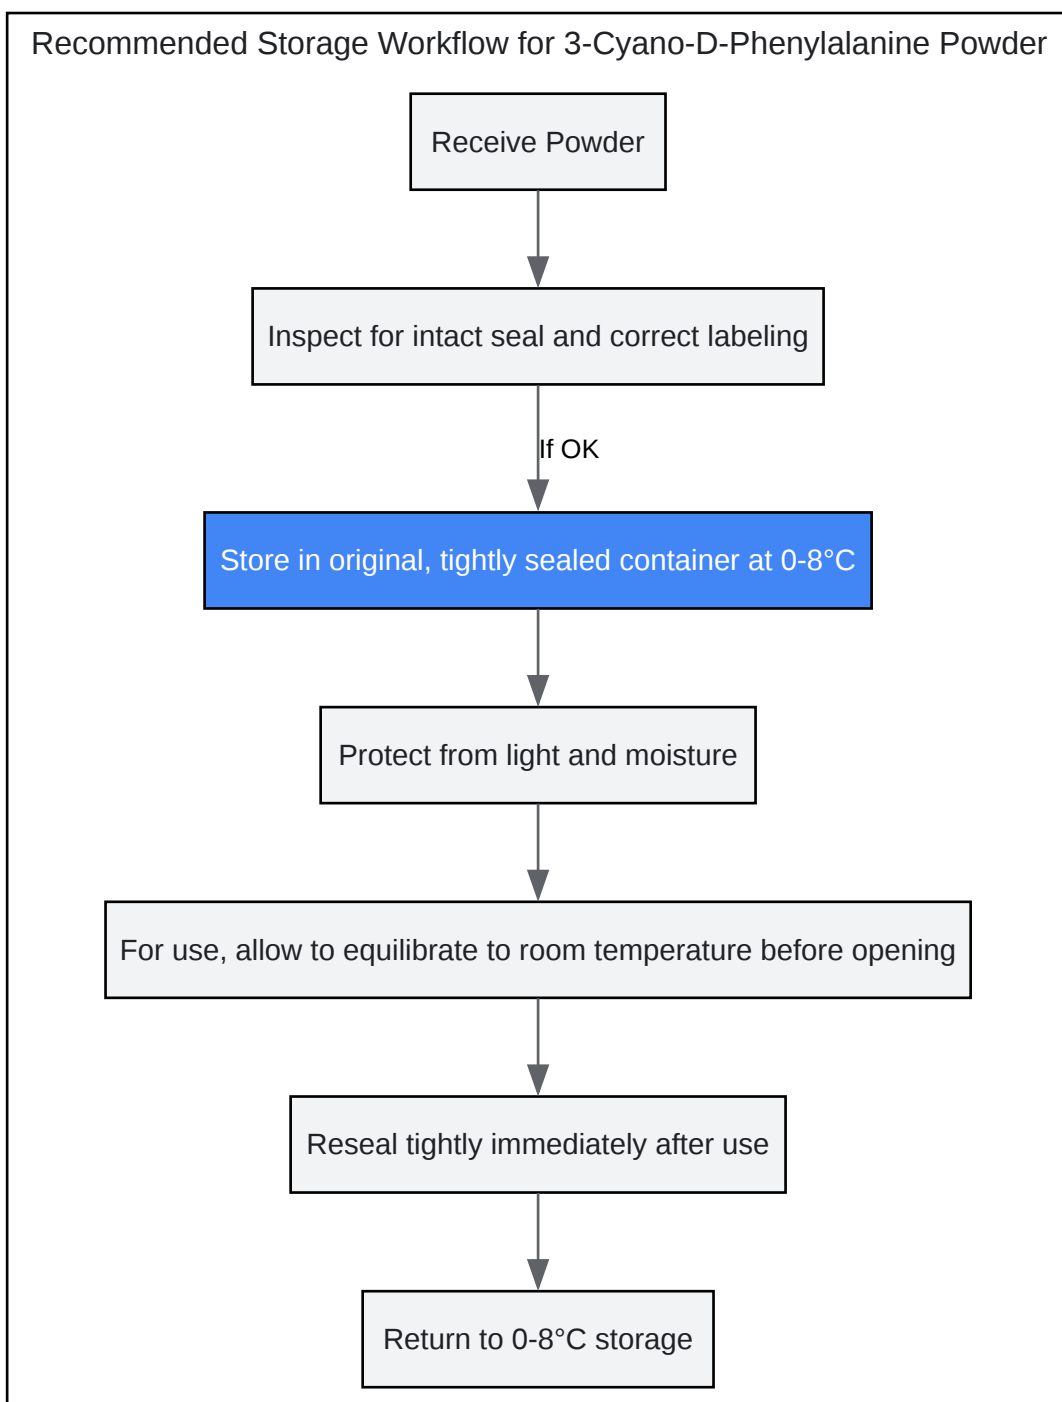 Recommended Storage Workflow for 3-Cyano-D-Phenylalanine Powder
Receive Powder
Inspect for intact seal and correct labeling
If OK
Store in original, tightly sealed container at 0-8°C
Protect from light and moisture
For use, allow to equilibrate to room temperature before opening
Reseal tightly immediately after use
Return to 0-8°C storage